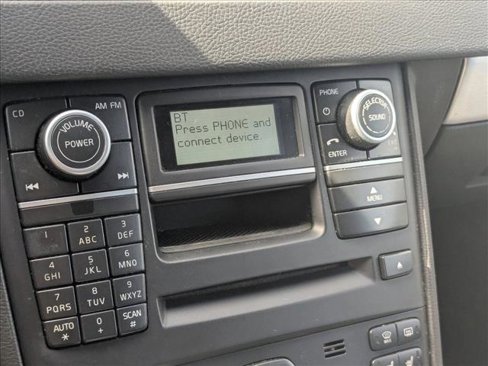 CD
AM FM
VOLUME
POWER
BT
Press PHONE and
connect device.
PHONE
SELECTOR
SOUND
ENTER
MENU
1
2
ABC
3
DEF
4
GHI
5
JKL
6
MNO
7
PQRS
8
TUV
9
WXYZ
AUTO
*
0
+
SCAN
#
MAX